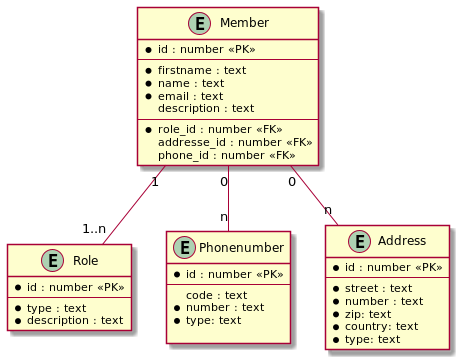 E Member
• id : number «PK»
• firstname : text
• name : text
• email : text
description : text
• role_id : number «FK»
addresse_id : number «FK»
phone_id : number «FK»
1
0
0
1..n
n
n
E Role
• id : number «PK»
• type : text
• description : text
E Phonenumber
• id : number «PK»
code : text
• number : text
• type: text
E Address
• id : number «PK»
• street : text
• number : text
• zip: text
• country: text
• type: text